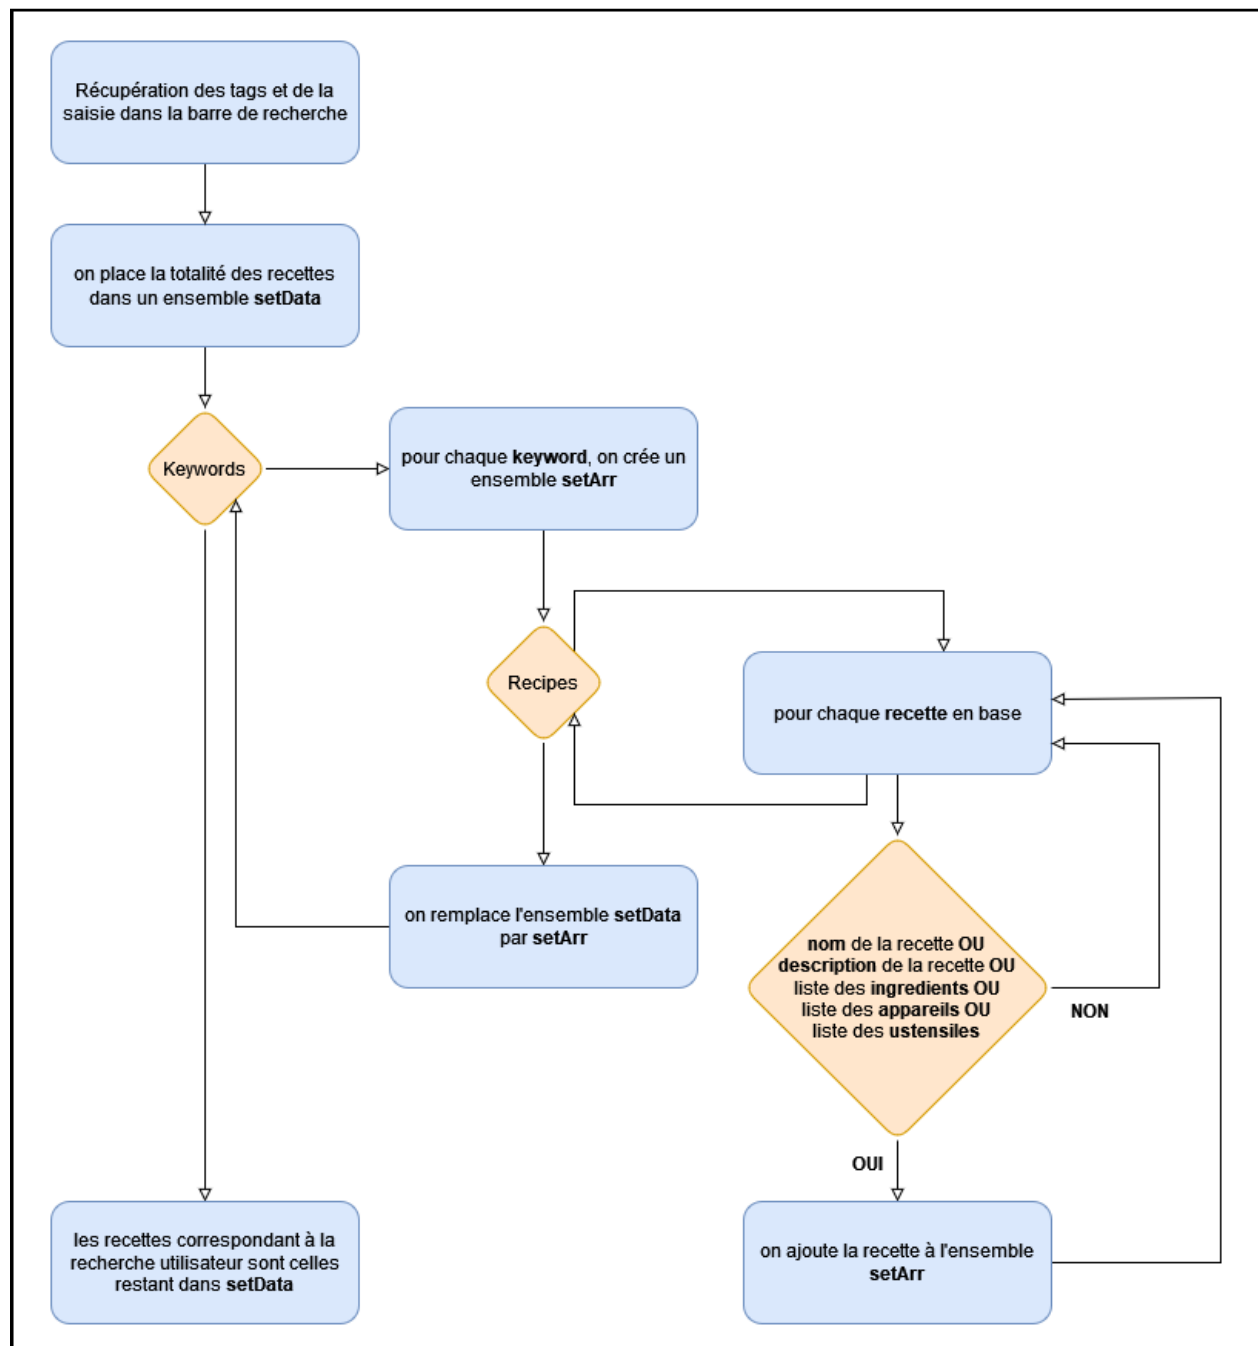 Récupération des tags et de la
saisie dans la barre de recherche
on place la totalité des recettes
dans un ensemble setData
Keywords
pour chaque keyword, on crée un
ensemble setArr
Recipes
pour chaque recette en base
on remplace l'ensemble setData
par setArr
nom de la recette OU
description de la recette OU
liste des ingredients OU
liste des appareils OU
liste des ustensiles
NON
OUI
les recettes correspondant à la
recherche utilisateur sont celles
restant dans setData
on ajoute la recette à l'ensemble
setArr